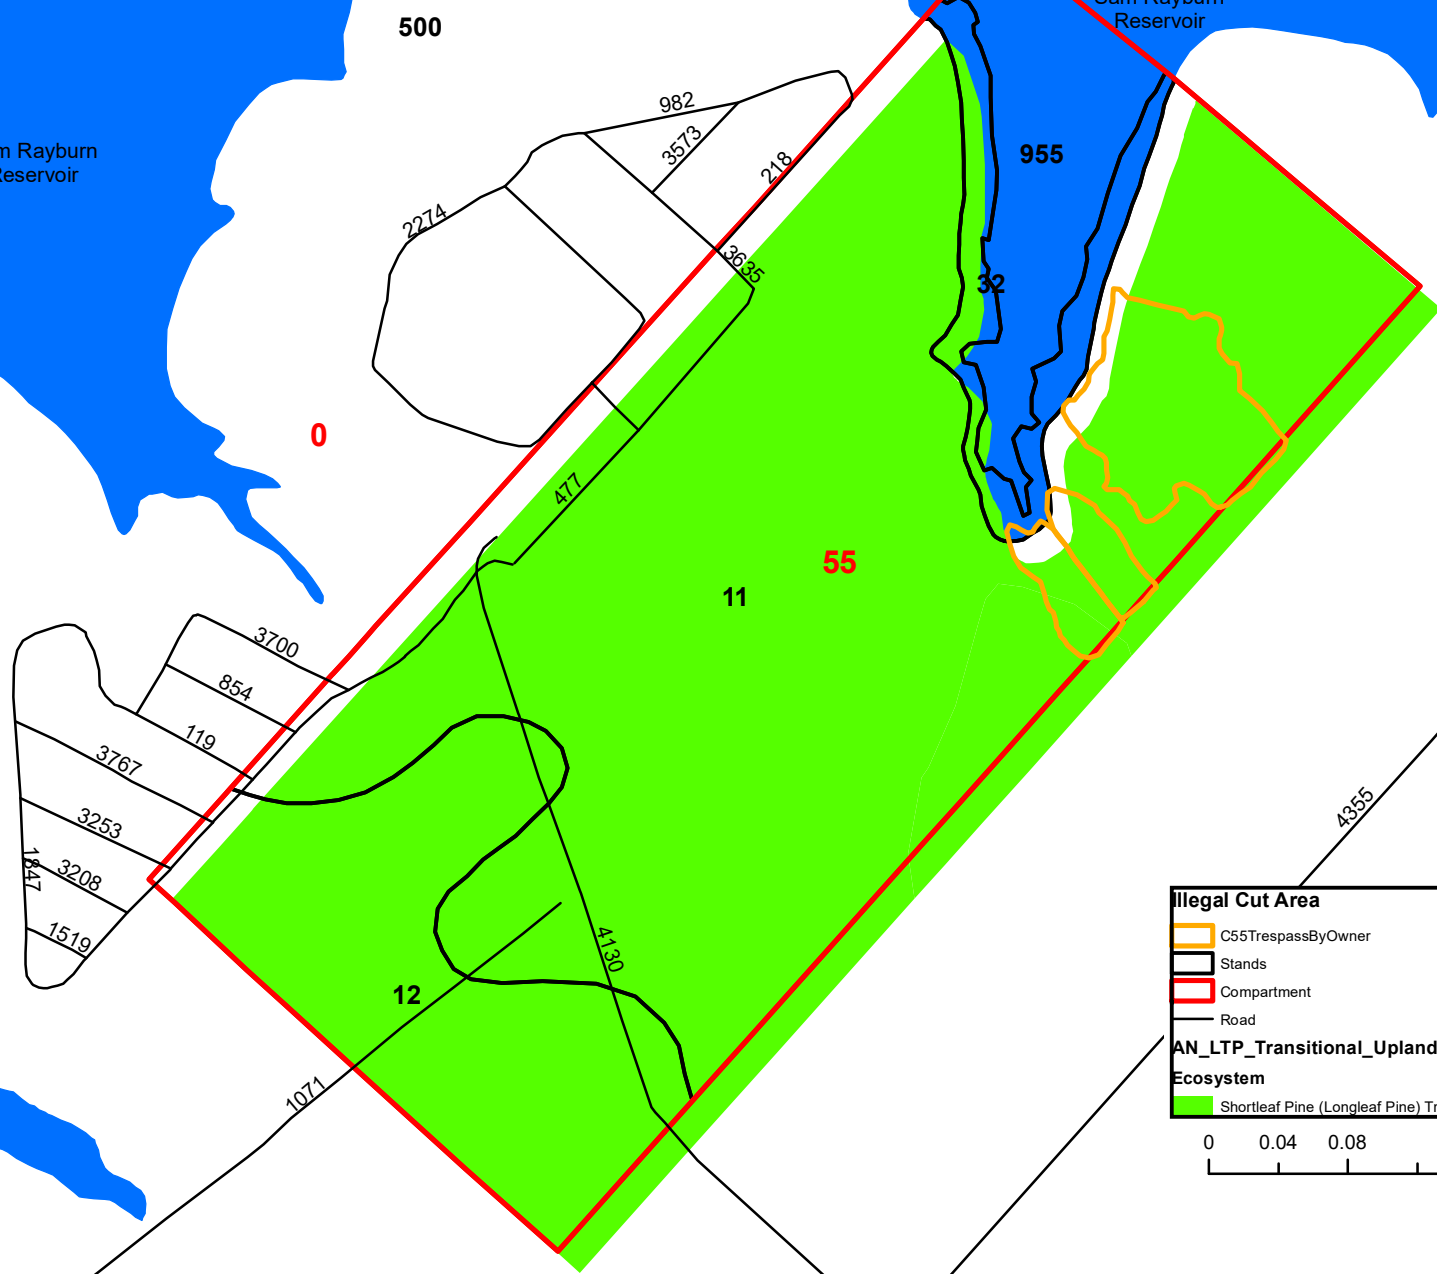 500
Sam Rayburn
Reservoir
m Rayburn
Reservoir
982
3573
218
955
2274
3635
32
0
477
55
11
3700
854
119
3767
3253
1847
3208
1519
4130
12
1071
4355
Illegal Cut Area
C55TrespassByOwner
Stands
Compartment
Road
AN_LTP_Transitional_Upland
Ecosystem
Shortleaf Pine (Longleaf Pine) Tr
0 0.04 0.08